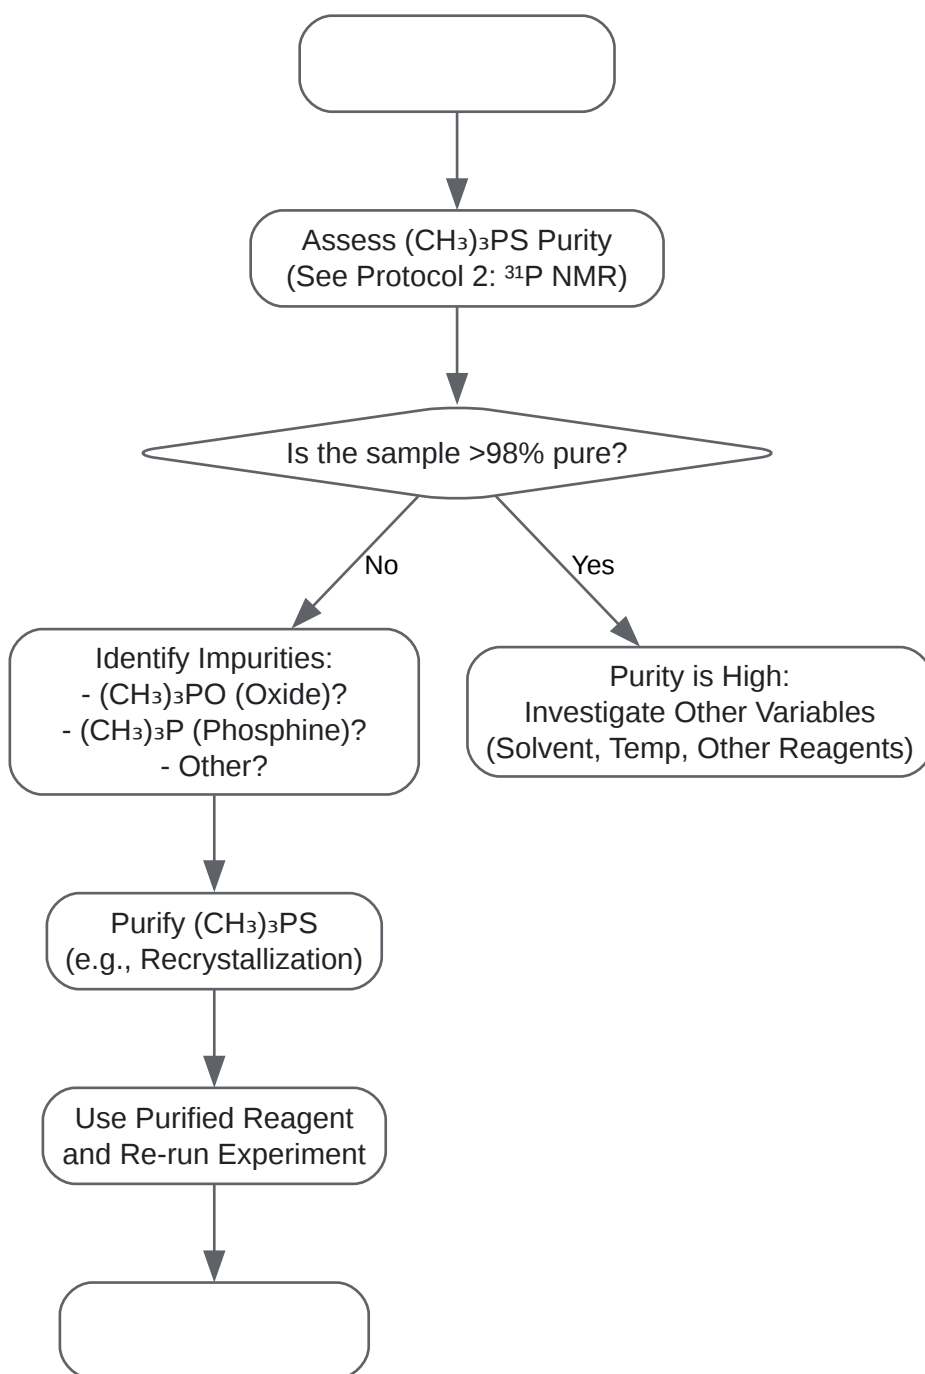 Assess (CH₃)₃PS Purity
(See Protocol 2: ³¹P NMR)
Is the sample >98% pure?
No
Yes
Identify Impurities:
- (CH₃)₃PO (Oxide)?
- (CH₃)₃P (Phosphine)?
- Other?
Purity is High:
Investigate Other Variables
(Solvent, Temp, Other Reagents)
Purify (CH₃)₃PS
(e.g., Recrystallization)
Use Purified Reagent
and Re-run Experiment